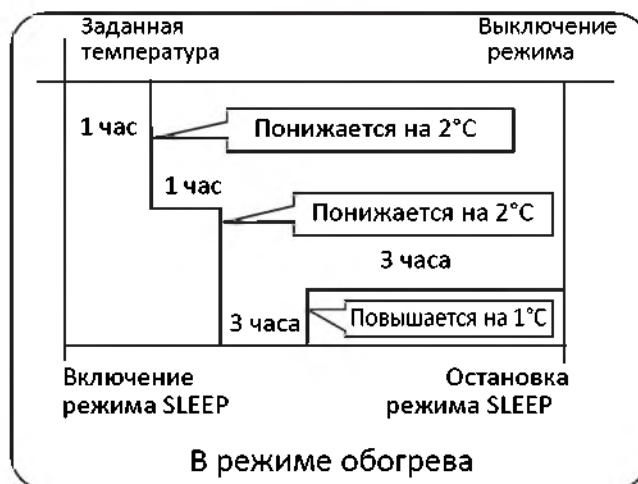 Заданная
температура
Выключение
режима
1 час
Понижается на 2°С
1 час
Понижается на 2°С
3 часа
3 часа
Повышается на 1°С
Включение
режима SLEEP
Остановка
режима SLEEP
В режиме обогрева